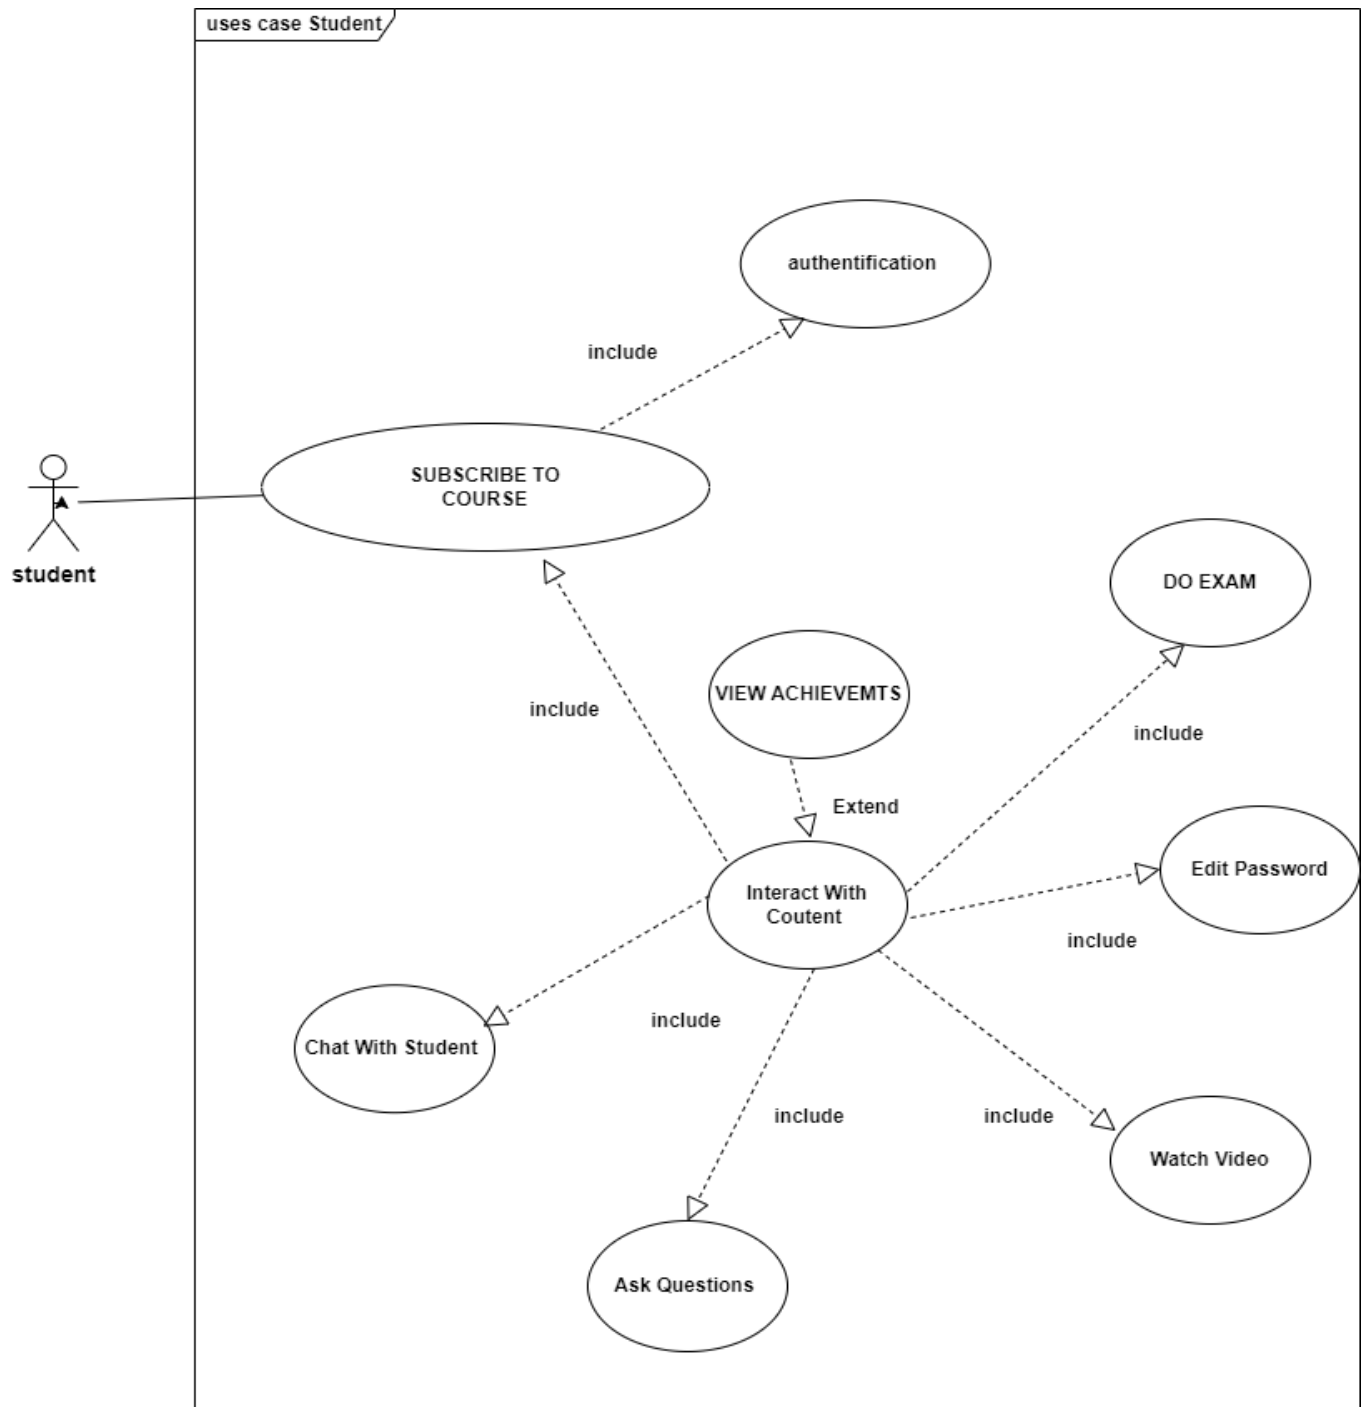 uses case Student
authentification
include
SUBSCRIBE TO
COURSE
student
DO EXAM
VIEW ACHIEVEMTS
include
include
Extend
Edit Password
Interact With
Coutent
include
include
Chat With Student
include
include
Watch Video
Ask Questions